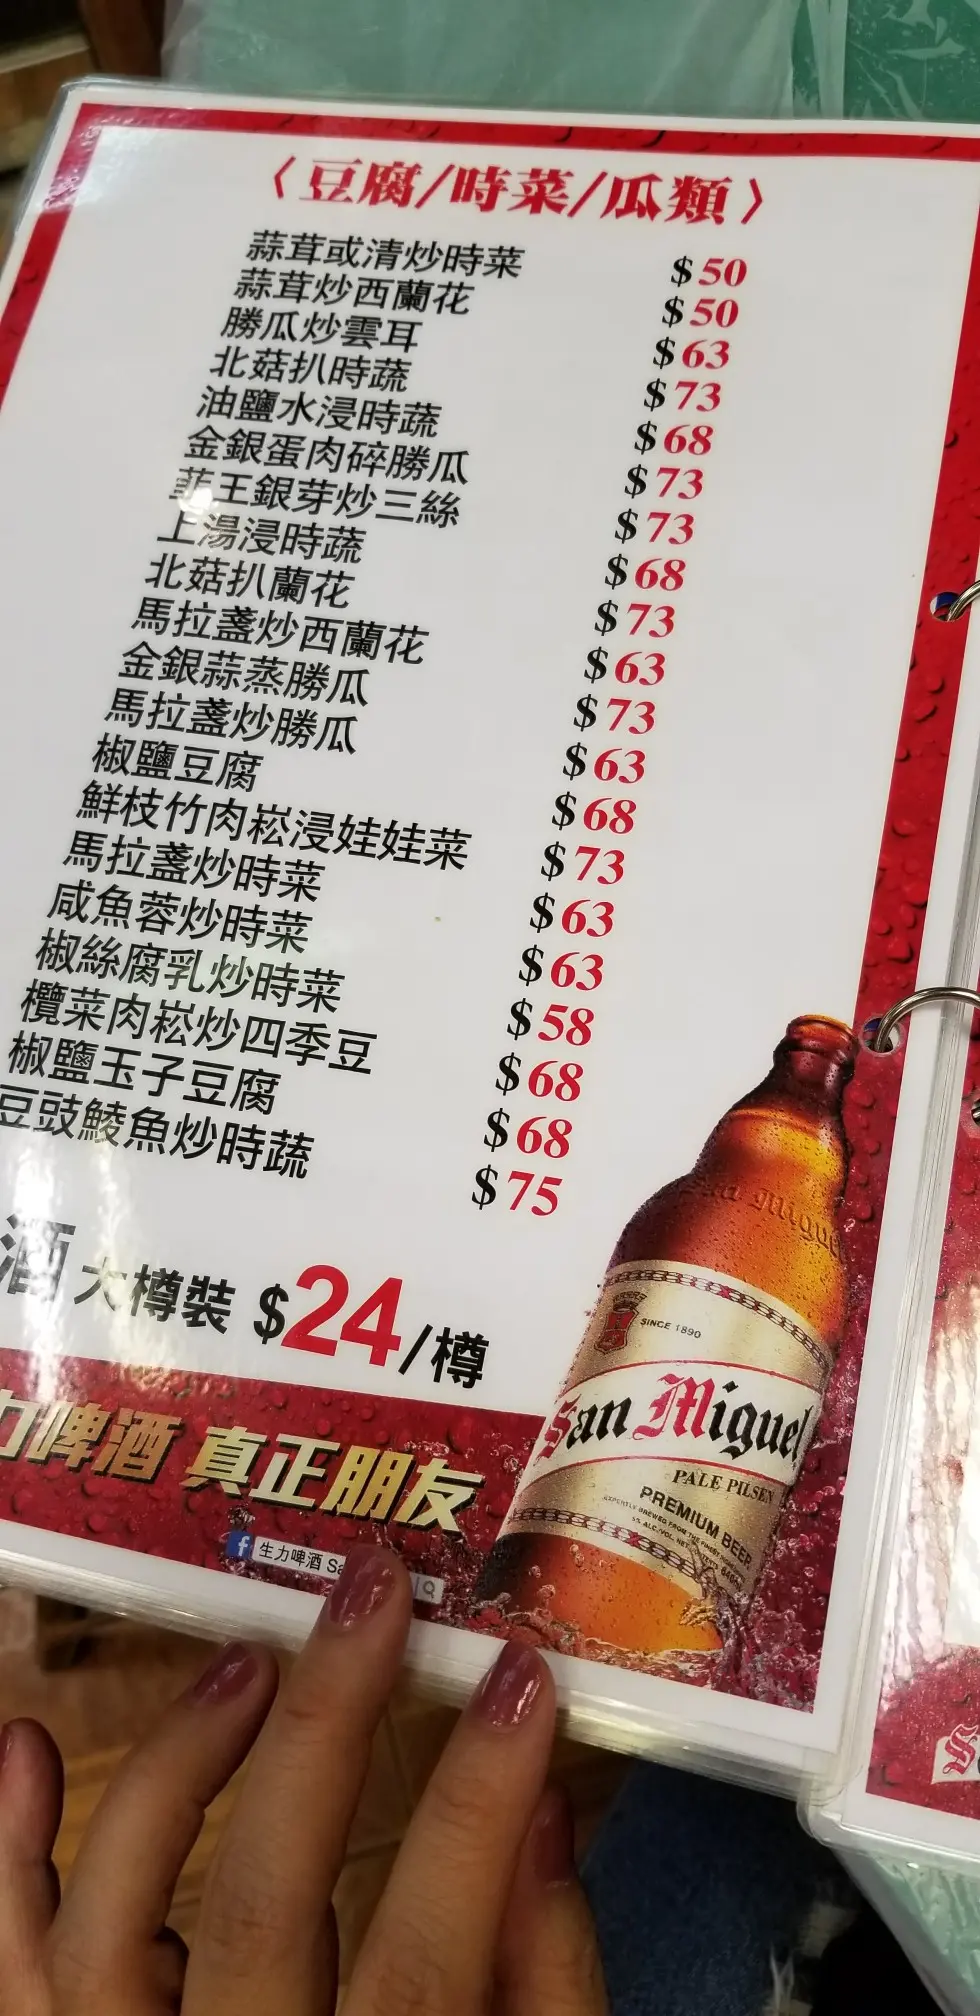 〈豆腐/時菜/瓜類〉
蒜茸或清炒時菜 $50
蒜茸炒西蘭花 $50
勝瓜炒雲耳 $63
北菇扒時蔬 $73
油鹽水浸時蔬 $68
金銀蛋肉碎勝瓜 $73
韮王銀芽炒三絲 $73
上湯浸時蔬 $68
北菇扒蘭花 $73
馬拉盞炒西蘭花 $63
金銀蒜蒸勝瓜 $73
馬拉盞炒勝瓜 $63
椒鹽豆腐 $68
鮮枝竹肉崧浸娃娃菜 $73
馬拉盞炒時菜 $63
咸魚蓉炒時菜 $63
椒絲腐乳炒時菜 $58
欖菜肉崧炒四季豆 $68
椒鹽玉子豆腐 $68
豆豉鯪魚炒時蔬 $75
酒 大樽裝 $24/樽
力啤酒 真正朋友
f 生力啤酒 Sa
San Miguel
SINCE 1890
San Miguel
PALE PILSEN
PREMIUM BEER